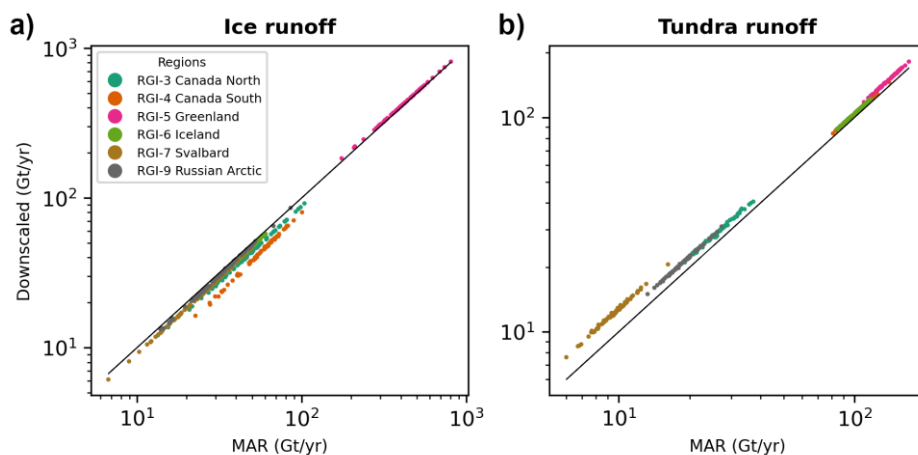 a)
Ice runoff
10³
10²
10¹
Downscaled (Gt/yr)
Regions
RGI-3 Canada North
RGI-4 Canada South
RGI-5 Greenland
RGI-6 Iceland
RGI-7 Svalbard
RGI-9 Russian Arctic
10¹
10²
10³
MAR (Gt/yr)
b)
Tundra runoff
10²
10¹
10¹
10²
MAR (Gt/yr)